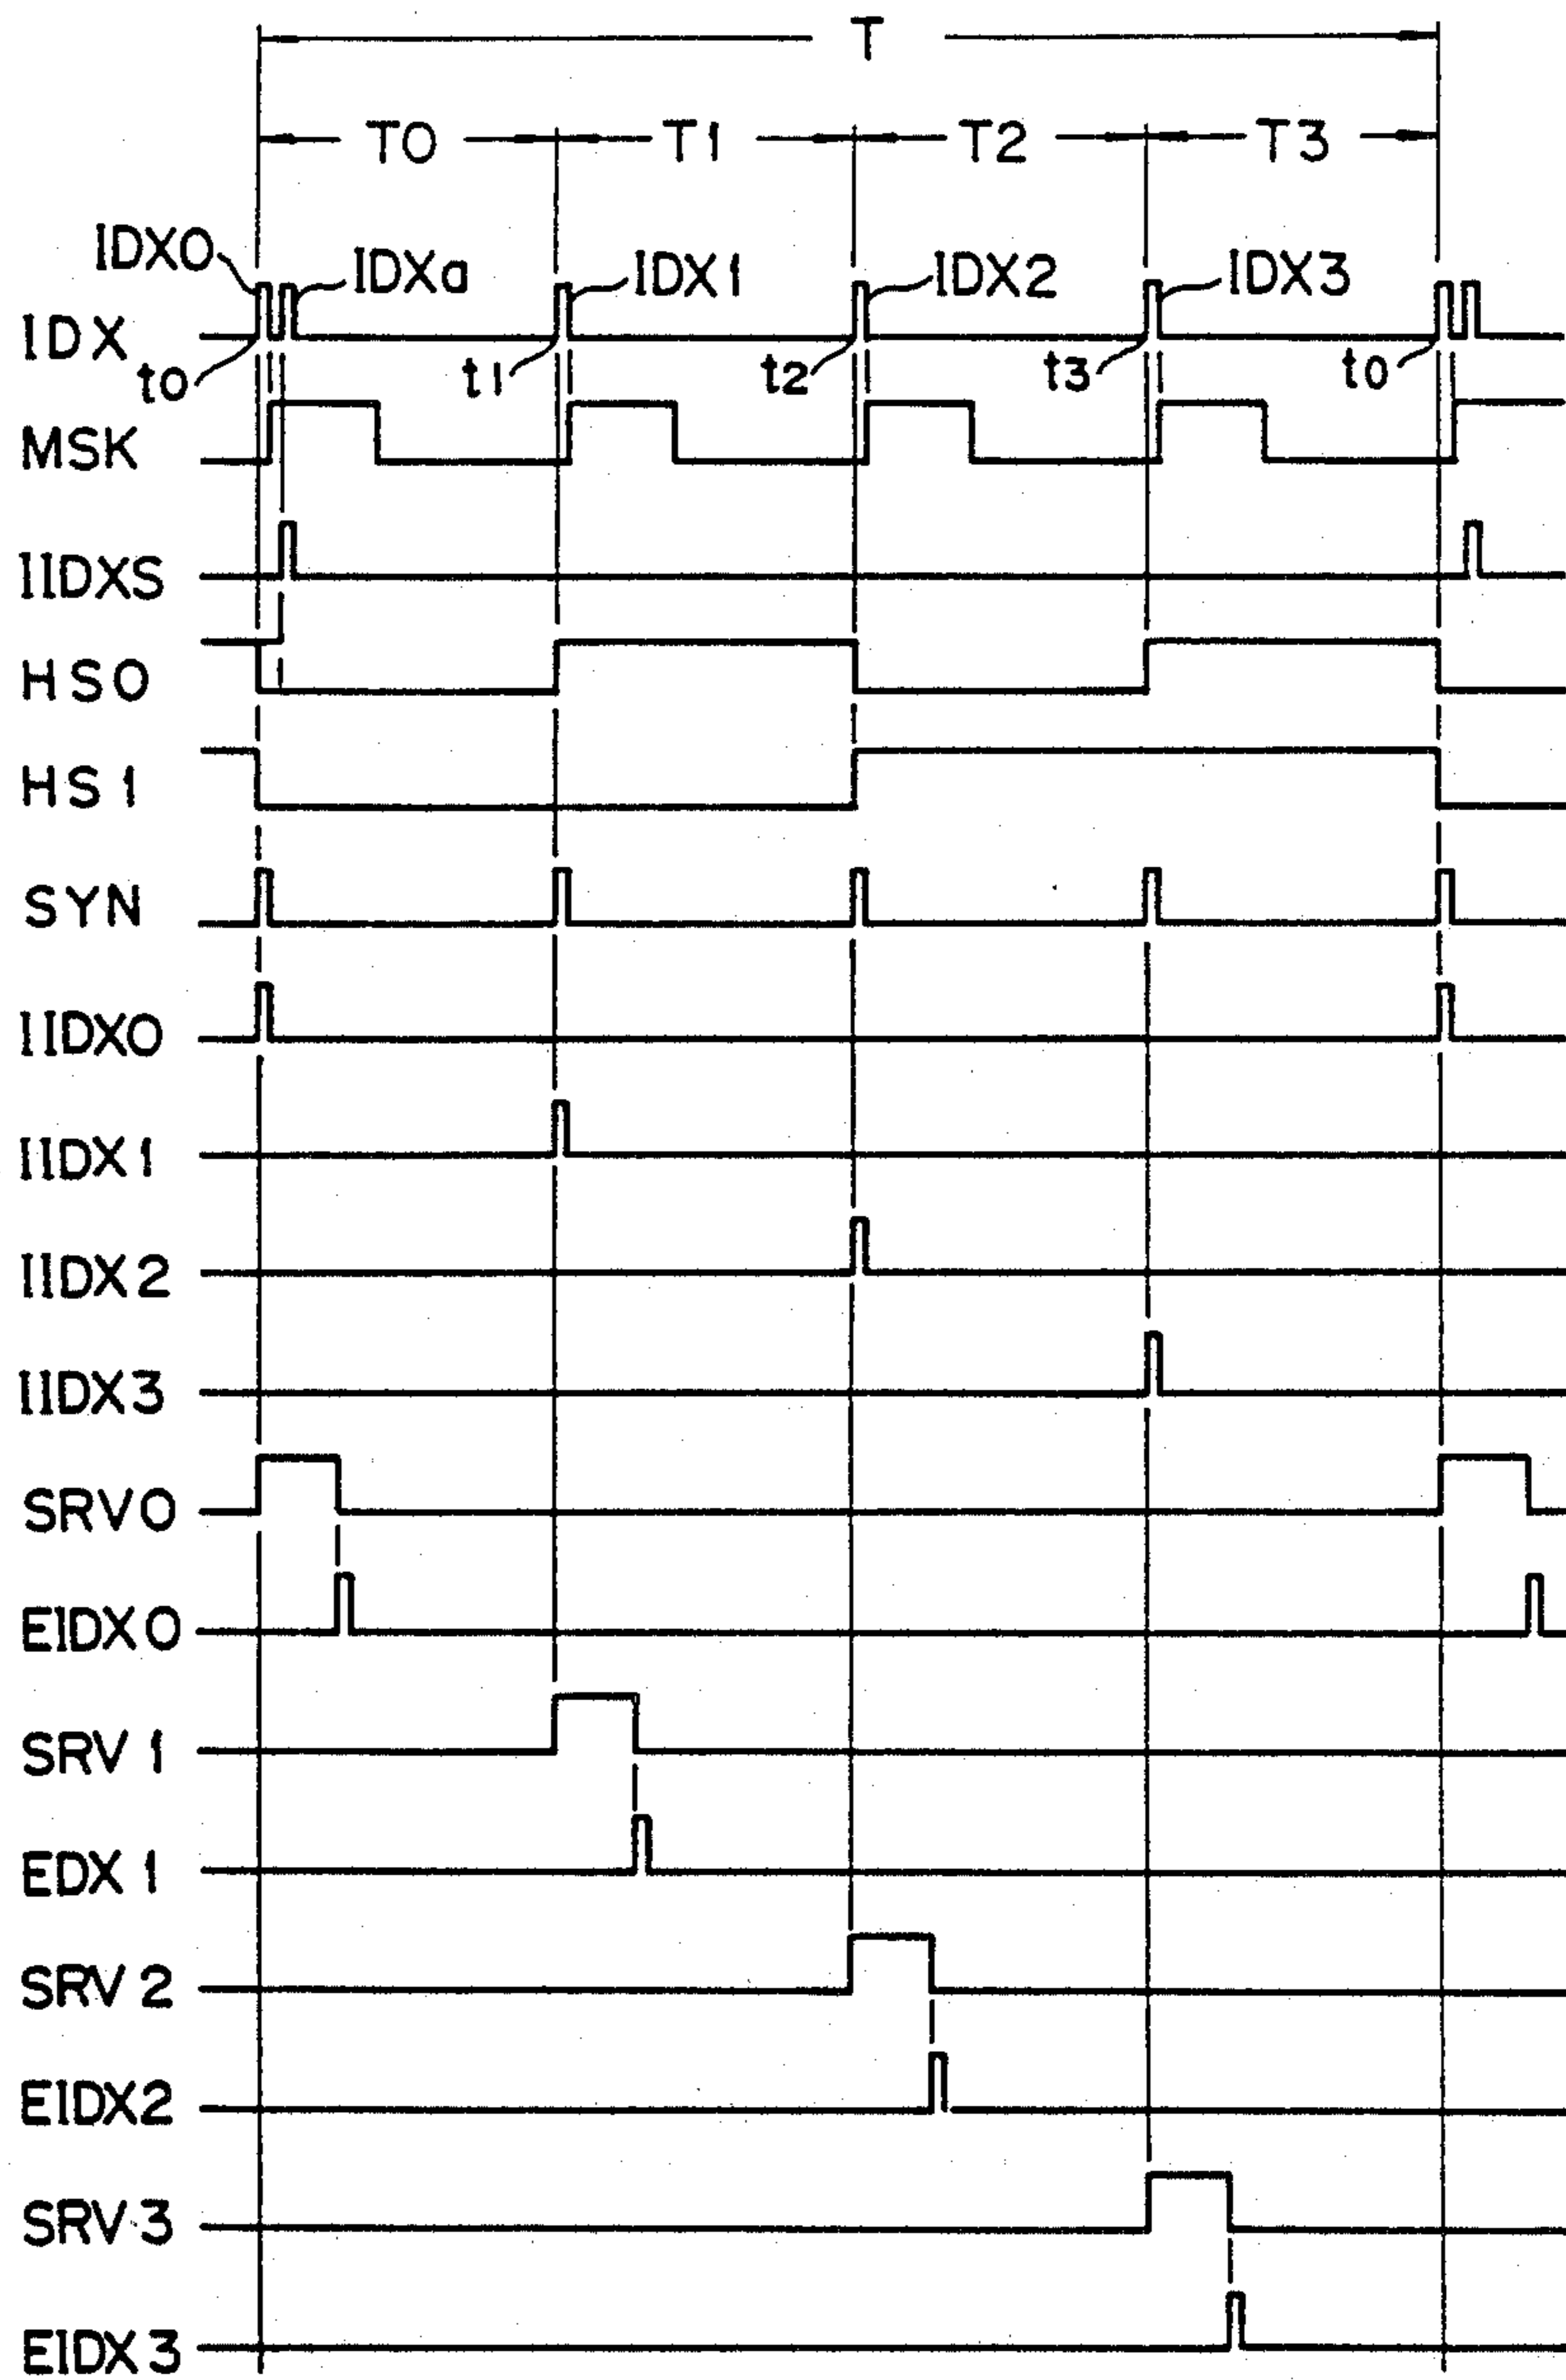 T
T0 T1 T2 T3
IDX0 IDXa IDX1 IDX2 IDX3
IDX
t0 t1 t2 t3 t0
MSK
IIDXS
HS0
HS1
SYN
IIDX0
IIDX1
IIDX2
IIDX3
SRV0
EIDX0
SRV1
EDX1
SRV2
EIDX2
SRV3
EIDX3